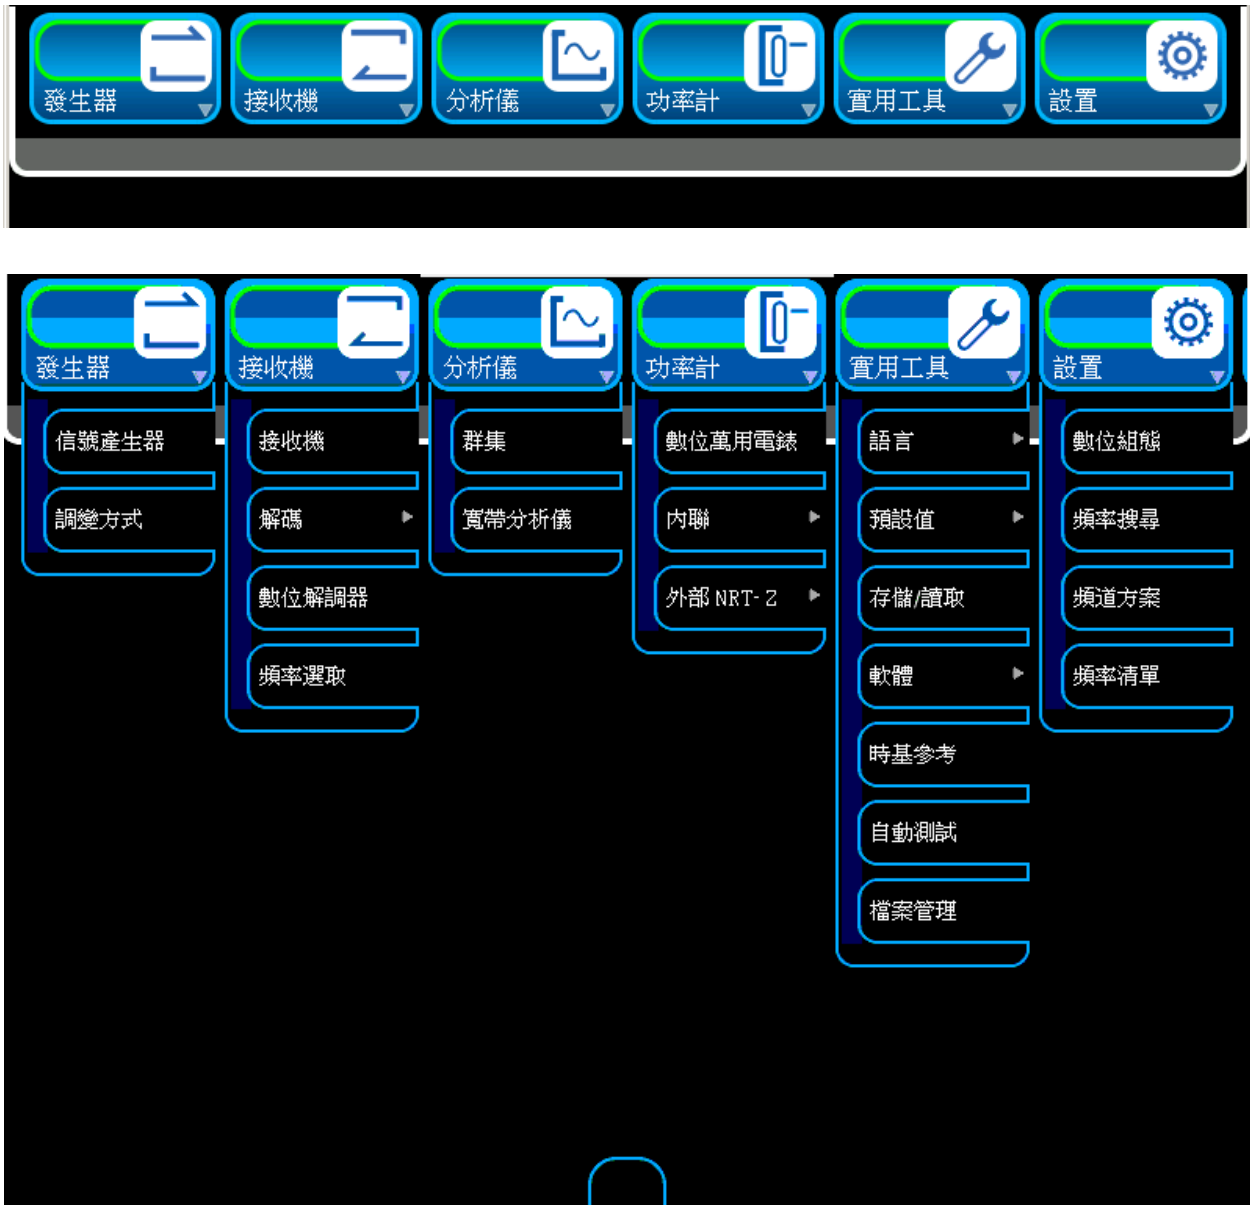 發生器
接收機
分析儀
功率計
實用工具
設置
發生器
接收機
分析儀
功率計
實用工具
設置
信號產生器
調變方式
接收機
解碼
數位解調器
頻率選取
群集
寬帶分析儀
數位萬用電錶
內聯
外部 NRT-Z
語言
預設值
存儲/讀取
軟體
時基參考
自動測試
檔案管理
數位組態
頻率搜尋
頻道方案
頻率清單